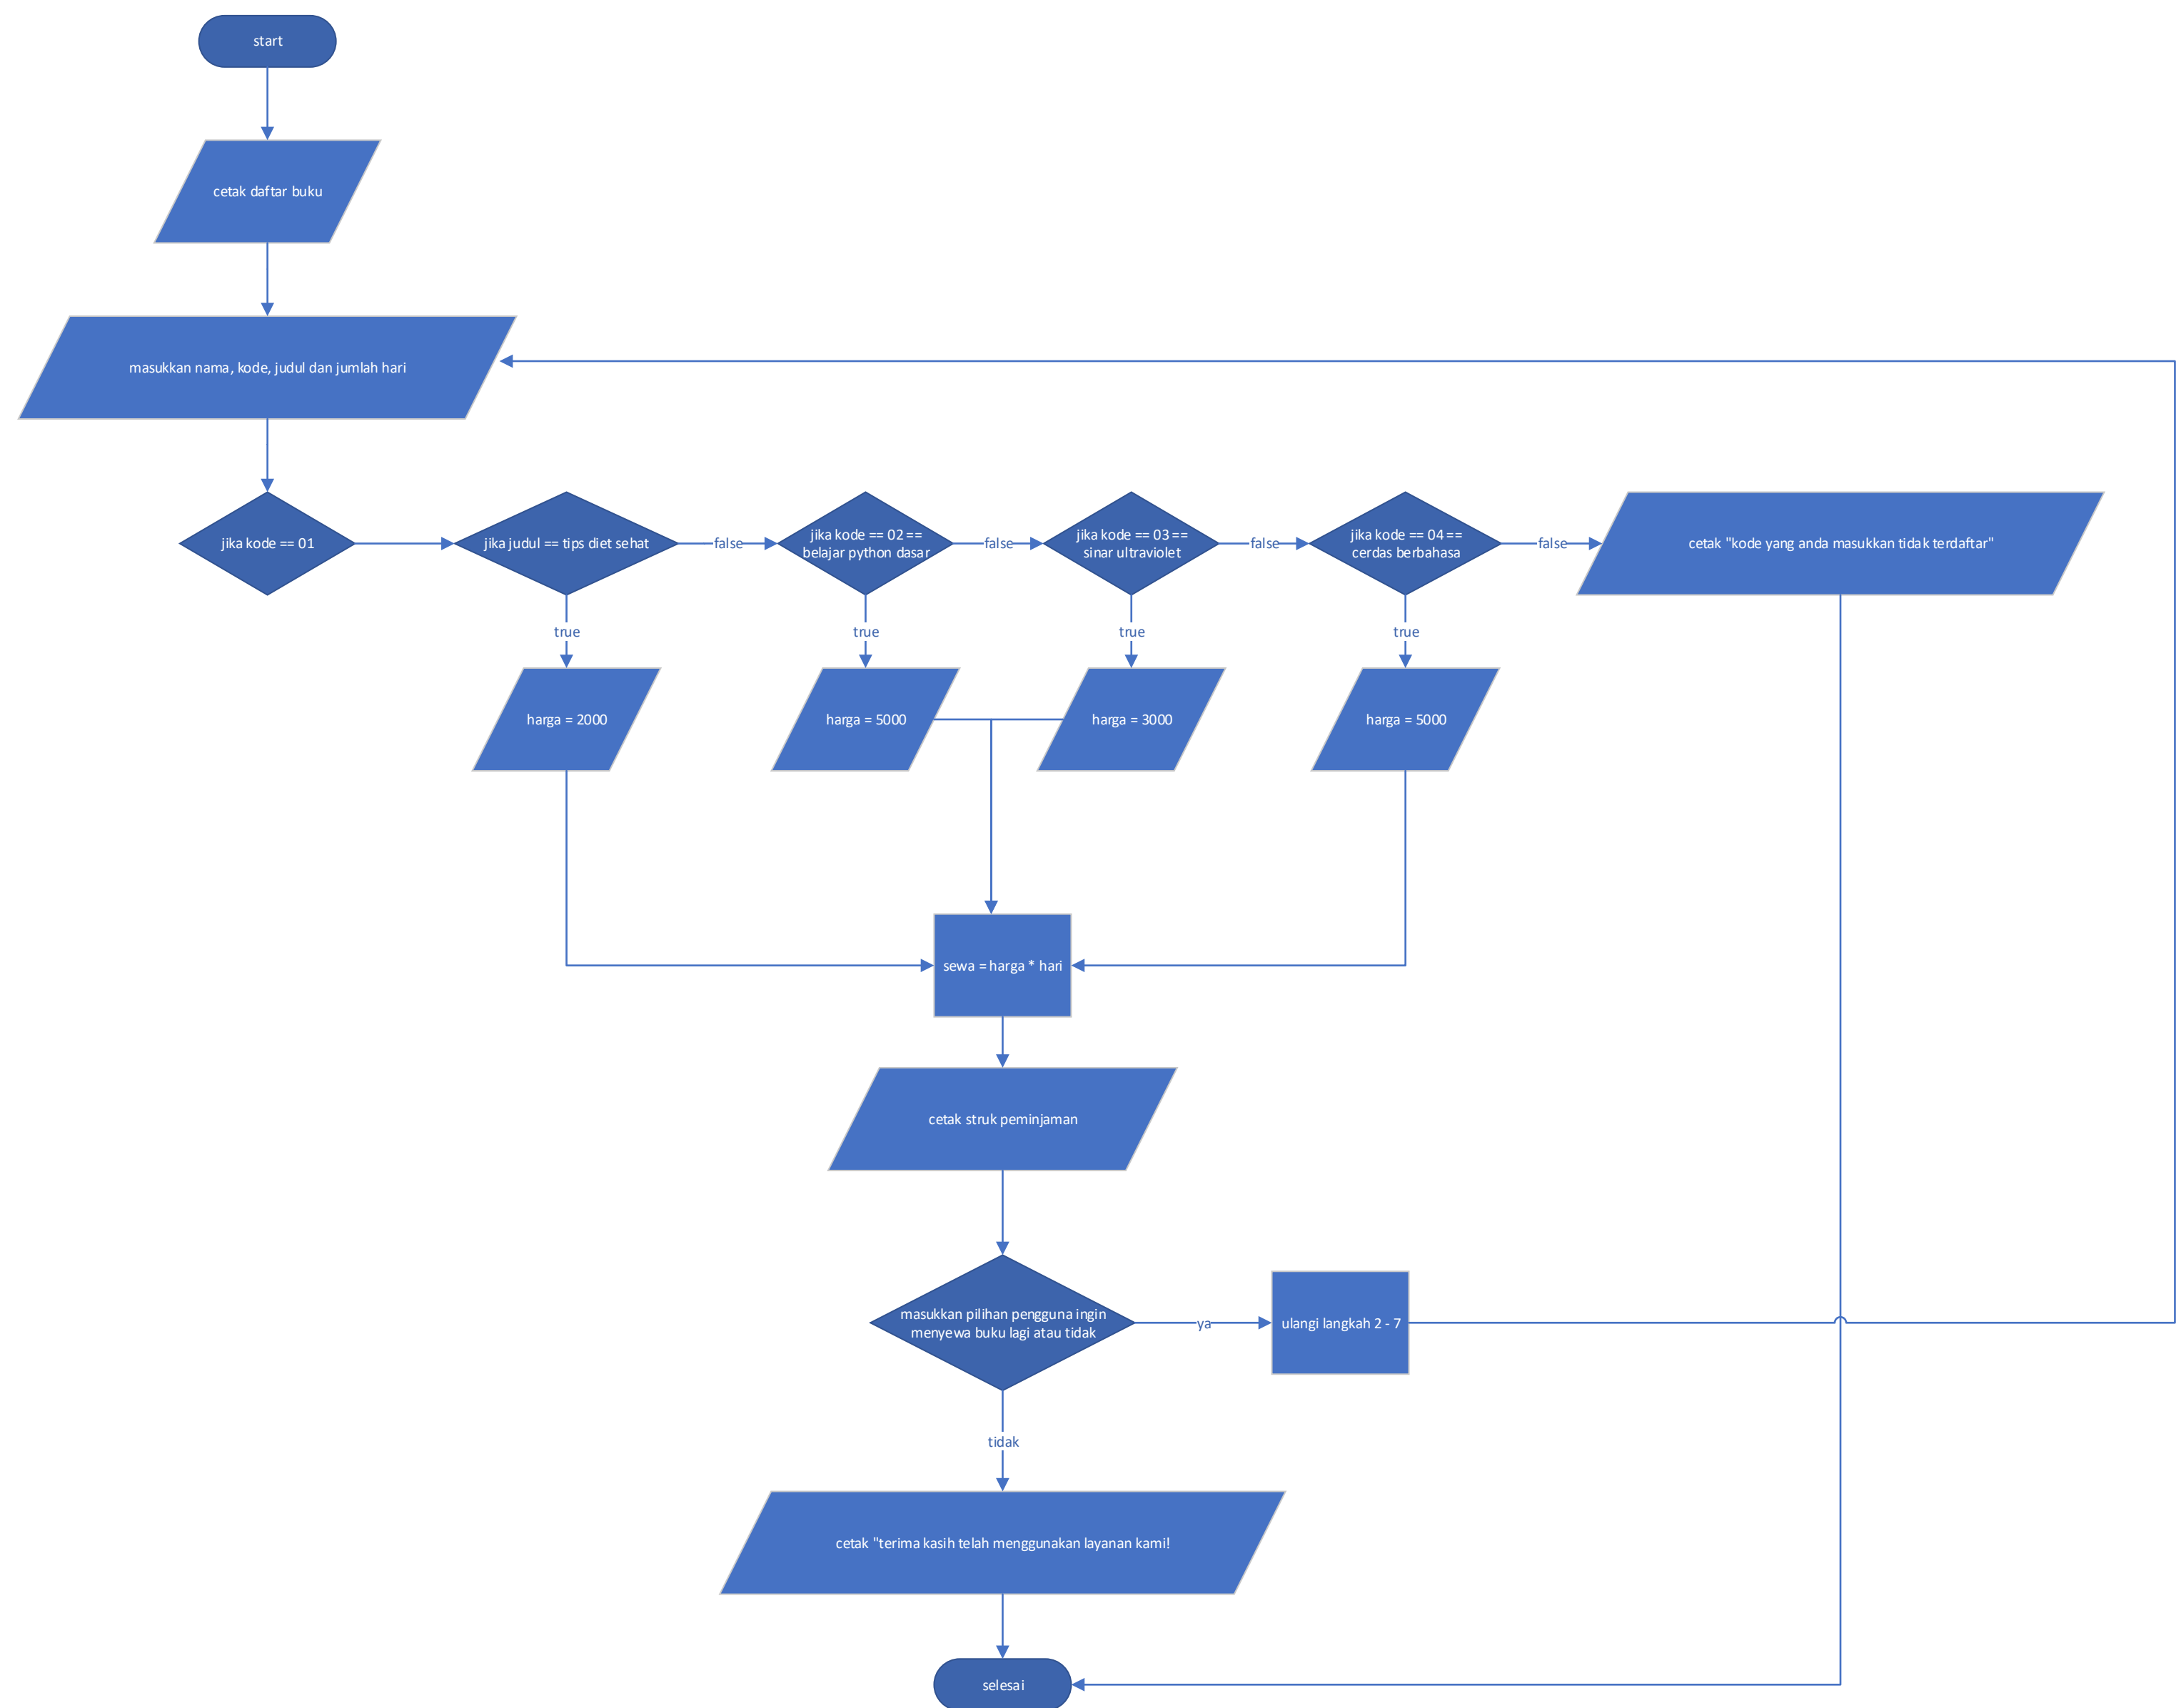 start
cetak daftar buku
masukkan nama, kode, judul dan jumlah hari
jika kode == 01
jika judul == tips diet sehat
false
jika kode == 02 ==
belajar python dasar
false
jika kode == 03 ==
sinar ultraviolet
false
jika kode == 04 ==
cerdas berbahasa
false
cetak "kode yang anda masukkan tidak terdaftar"
true
true
true
true
harga = 2000
harga = 5000
harga = 3000
harga = 5000
sewa = harga * hari
cetak struk peminjaman
masukkan pilihan pengguna ingin
menyewa buku lagi atau tidak
ya
ulangi langkah 2 - 7
tidak
cetak "terima kasih telah menggunakan layanan kami!
selesai